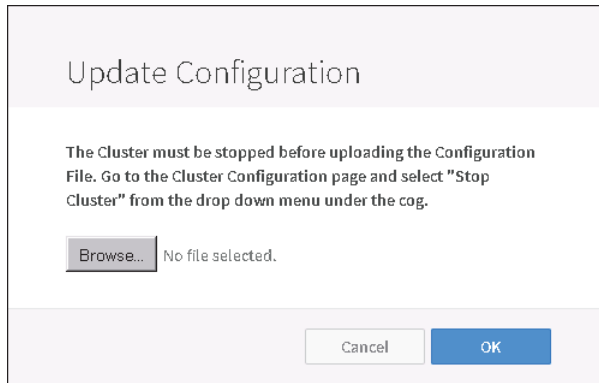 Update Configuration
The Cluster must be stopped before uploading the Configuration
File. Go to the Cluster Configuration page and select "Stop
Cluster" from the drop down menu under the cog.
Browse... No file selected.
Cancel OK